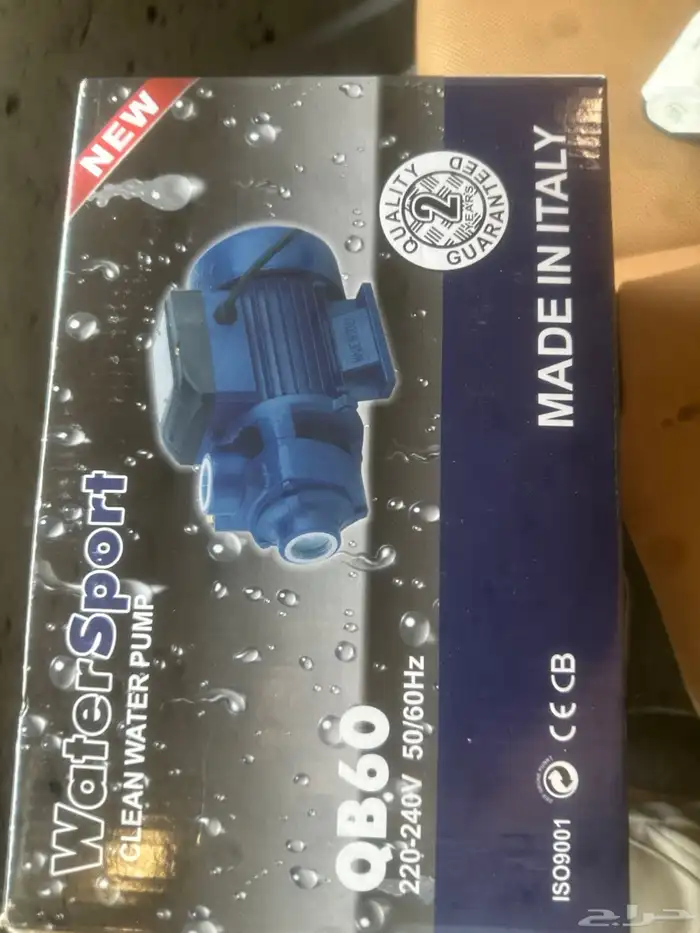 NEW
WaterSport
CLEAN WATER PUMP
QUALITY
2
YEARS
GUARANTEED
QB60
220-240V 50/60Hz
MADE IN ITALY
ISO9001
CE CB
حراج